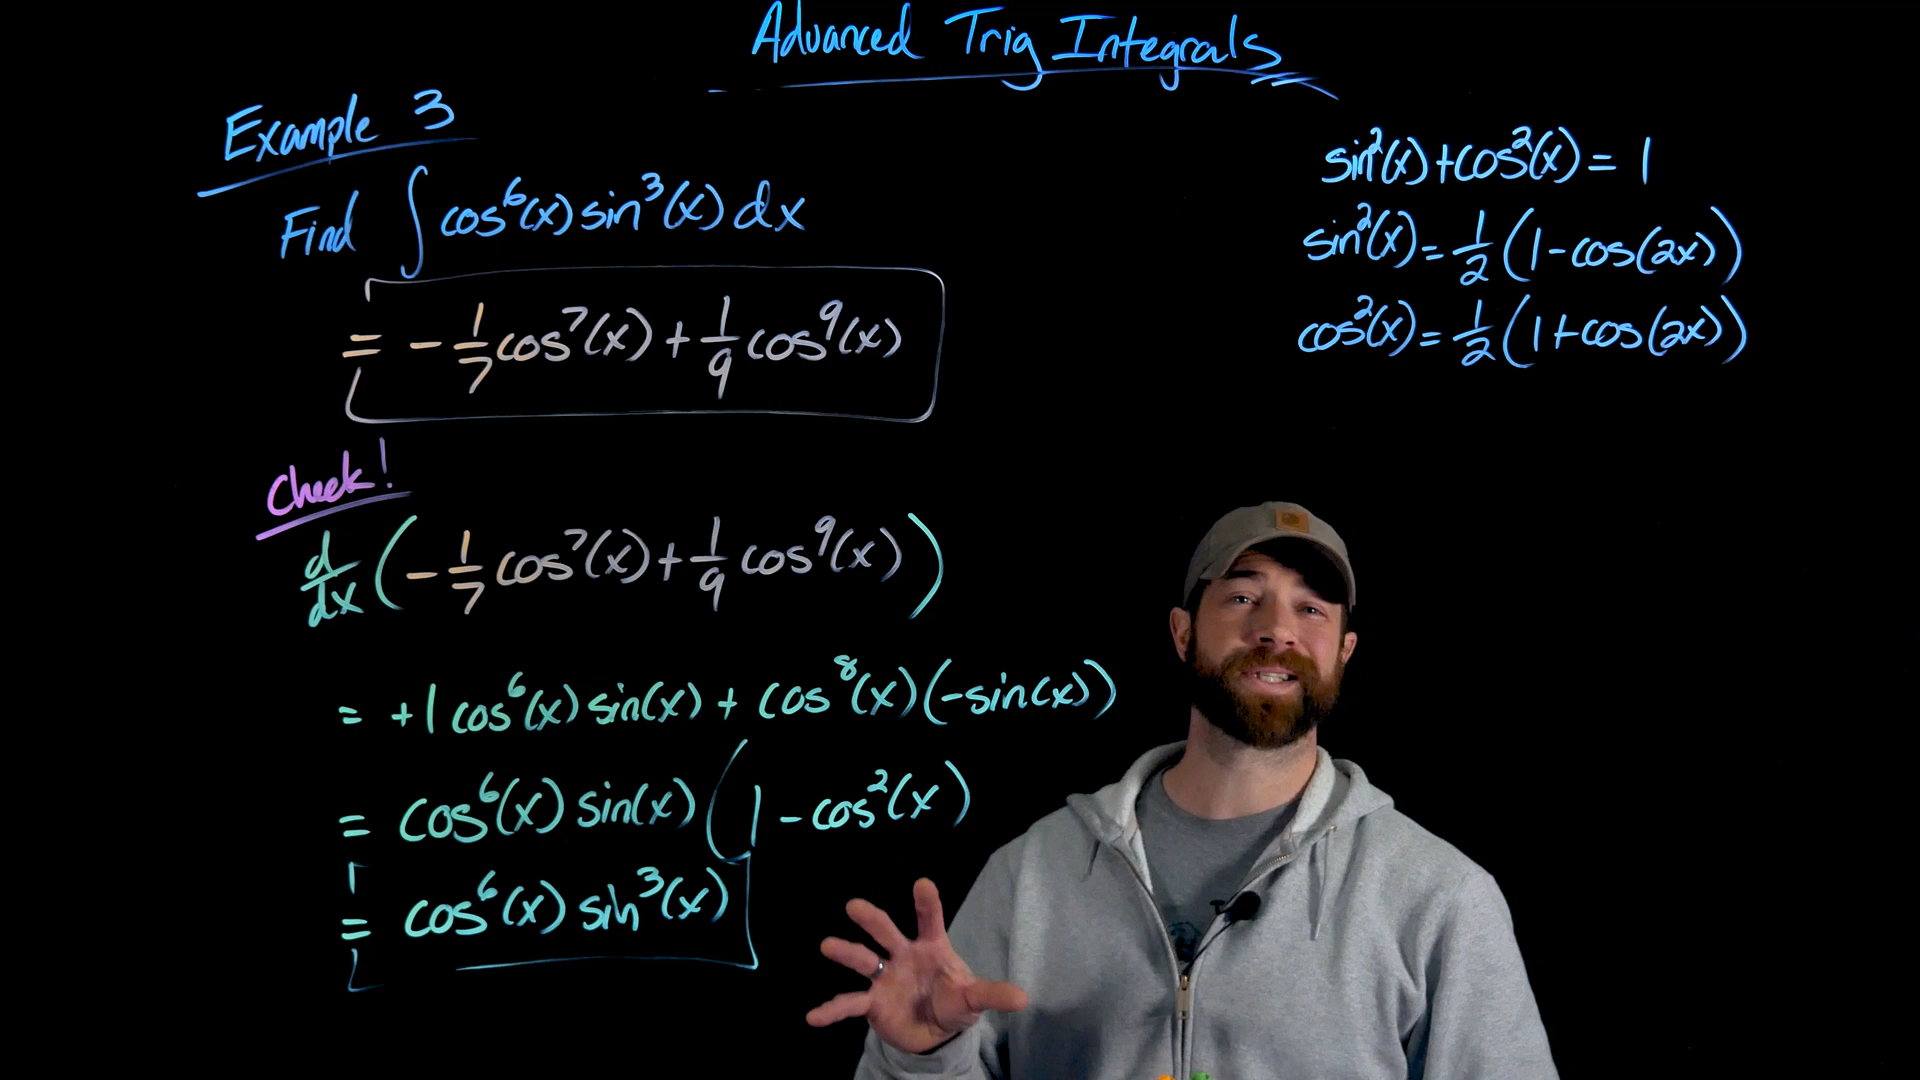 Advanced Trig Integrals
Example 3
Find ∫ cos⁶(x) sin³(x) dx
= -1/7 cos⁷(x) + 1/9 cos⁹(x)
Check!
d/dx (-1/7 cos⁷(x) + 1/9 cos⁹(x))
= +1 cos⁶(x) sin(x) + cos⁸(x)(-sin(x))
= cos⁶(x) sin(x) (1 - cos²(x)
= cos⁶(x) sin³(x)
sin²(x) + cos²(x) = 1
sin²(x) = 1/2 (1 - cos(2x))
cos²(x) = 1/2 (1 + cos(2x))